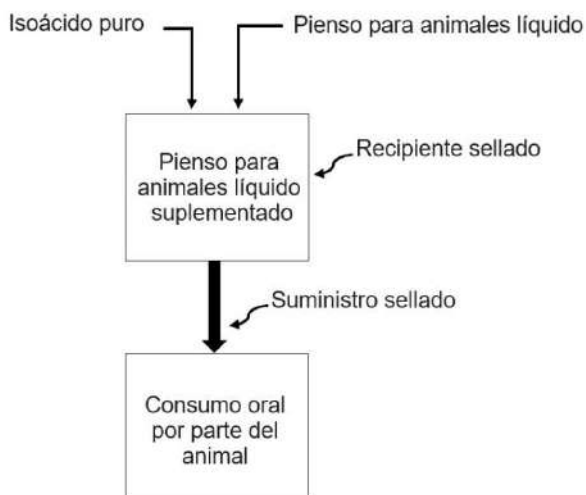 Isoácido puro
Pienso para animales líquido
Pienso para
animales líquido
suplementado
Recipiente sellado
Suministro sellado
Consumo oral
por parte del
animal